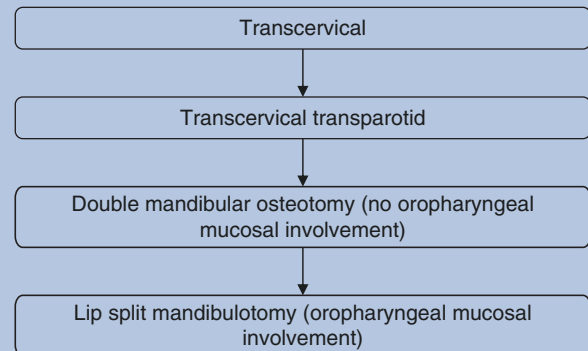 Transcervical
Transcervical transparotid
Double mandibular osteotomy (no oropharyngeal
mucosal involvement)
Lip split mandibulotomy (oropharyngeal mucosal
involvement)